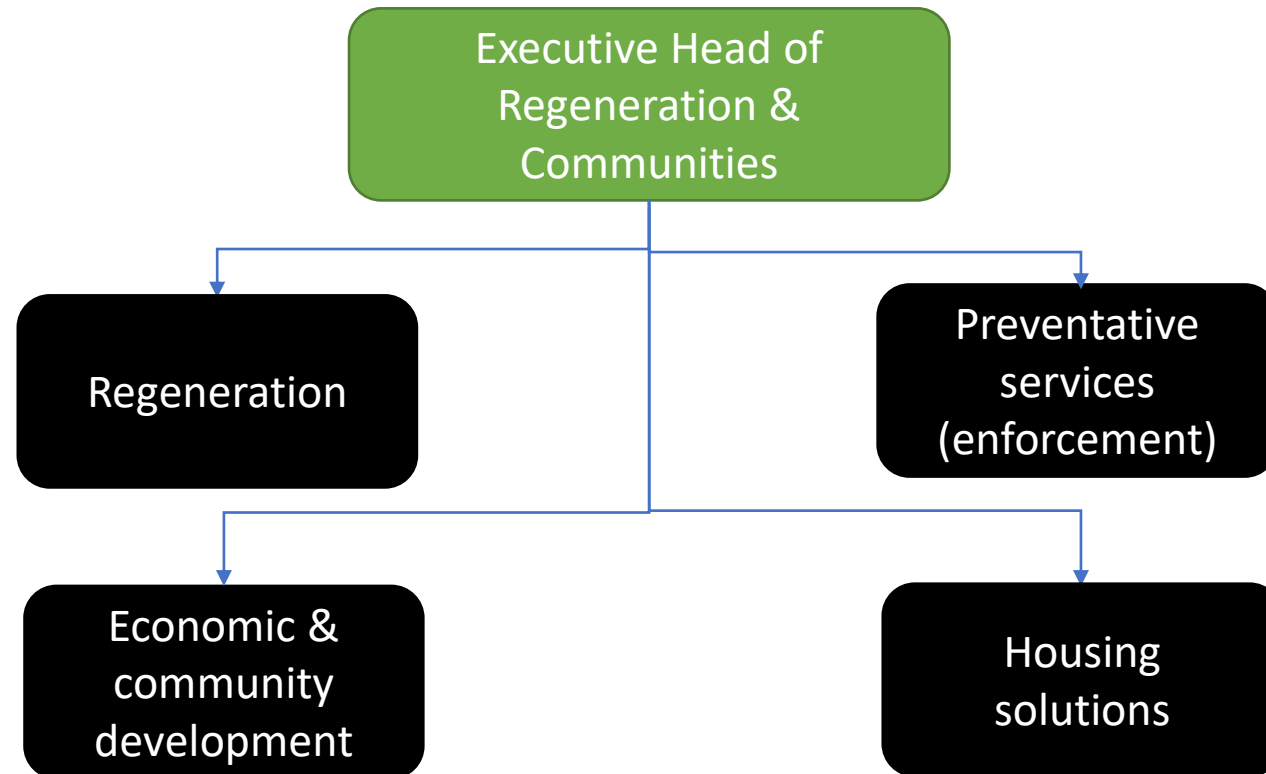 Executive Head of
Regeneration &
Communities
Regeneration
Preventative
services
(enforcement)
Economic &
community
development
Housing
solutions